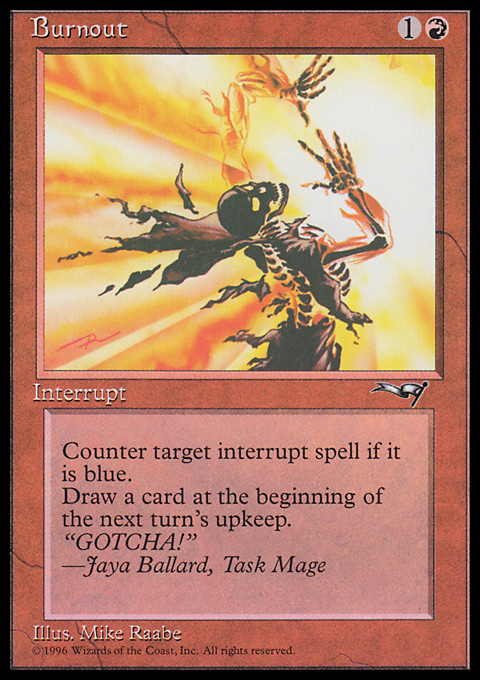 Burnout 1
Interrupt
Counter target interrupt spell if it
is blue.
Draw a card at the beginning of
the next turn's upkeep.
“GOTCHA!”
—Jaya Ballard, Task Mage
Illus. Mike Raabe
©1996 Wizards of the Coast, Inc. All rights reserved.